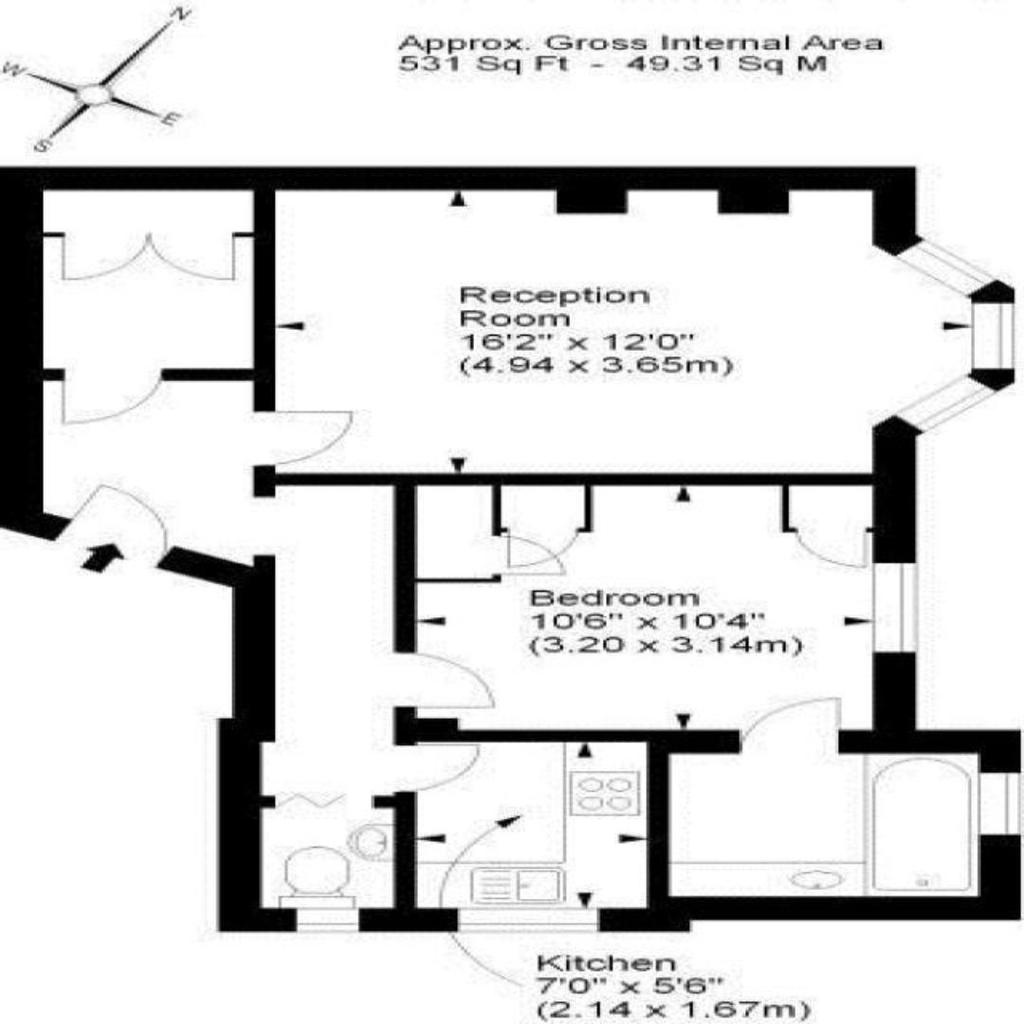 Approx. Gross Internal Area
531 Sq Ft - 49.31 Sq M
N
W
E
S
Reception
Room
16'2" x 12'0"
(4.94 x 3.65m)
Bedroom
10'6" x 10'4"
(3.20 x 3.14m)
Kitchen
7'0" x 5'6"
(2.14 x 1.67m)